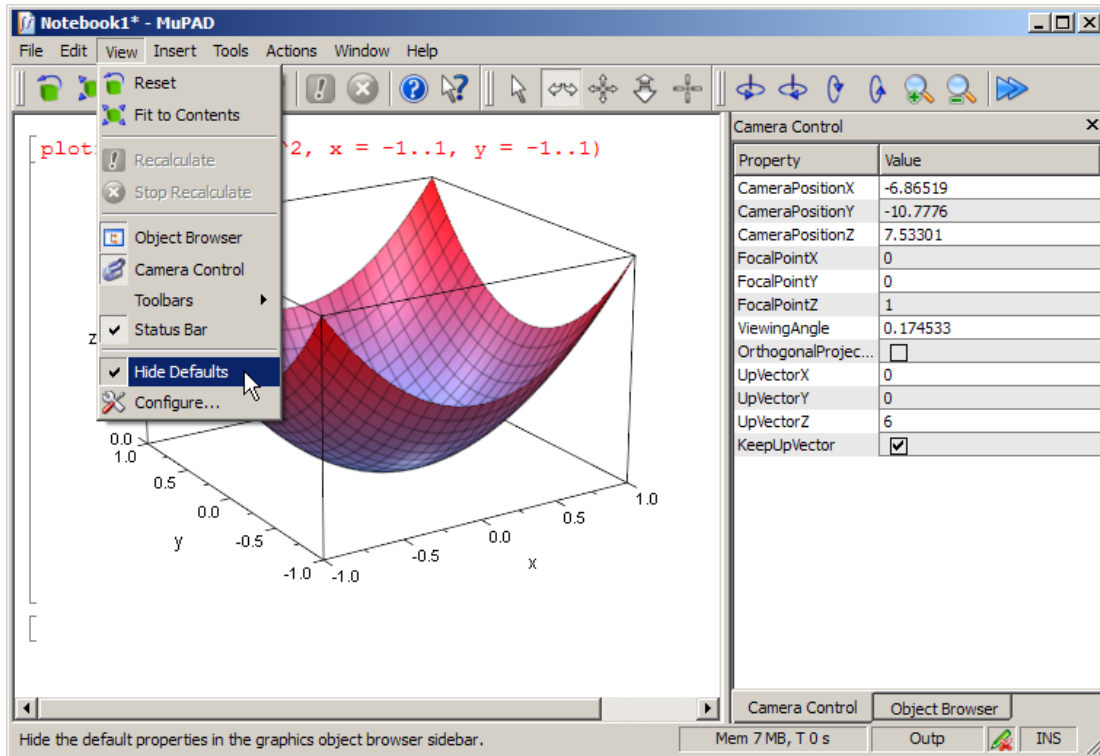 Notebook1* - MuPAD
File Edit View Insert Tools Actions Window Help
Reset
Fit to Contents
Recalculate
Stop Recalculate
Object Browser
Camera Control
Toolbars
Status Bar
Hide Defaults
Configure...
plot ^2, x = -1..1, y = -1..1)
z
0.0
1.0
0.5
0.0
-0.5
-1.0
y
-1.0
-0.5
0.0
0.5
1.0
x
Camera Control
Property Value
CameraPositionX -6.86519
CameraPositionY -10.7776
CameraPositionZ 7.53301
FocalPointX 0
FocalPointY 0
FocalPointZ 1
ViewingAngle 0.174533
OrthogonalProjec...
UpVectorX 0
UpVectorY 0
UpVectorZ 6
KeepUpVector
Camera Control Object Browser
Hide the default properties in the graphics object browser sidebar. Mem 7 MB, T 0 s Outp INS